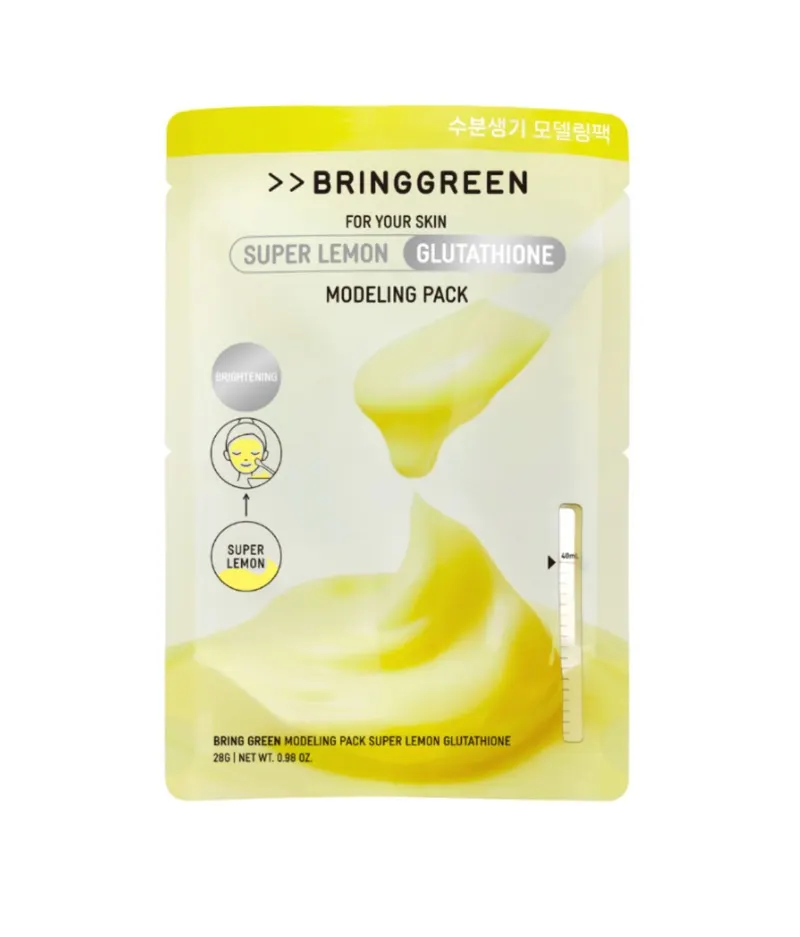 수분생기 모델링팩
>>BRINGGREEN
FOR YOUR SKIN
SUPER LEMON GLUTATHIONE
MODELING PACK
BRIGHTENING
SUPER
LEMON
40mL
BRING GREEN MODELING PACK SUPER LEMON GLUTATHIONE
28G | NET WT. 0.98 OZ.